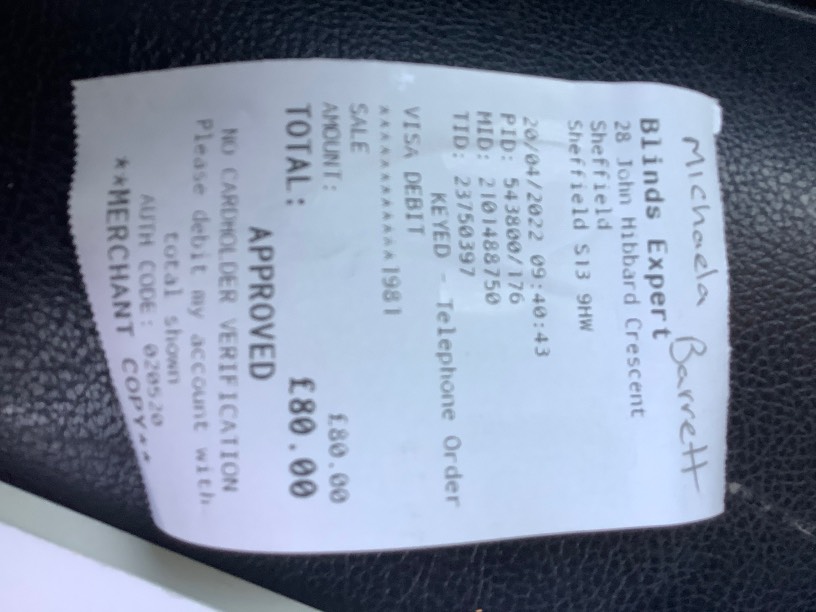 Michaela Barrett
Blinds Expert
28 John Hibbard Crescent
Sheffield
Sheffield S13 9HW
20/04/2022 09:40:43
PID: 543800/176
MID: 2101488750
TID: 23750397
KEYED - Telephone Order
VISA DEBIT
************1981
SALE
AMOUNT: £80.00
TOTAL: £80.00
APPROVED
NO CARDHOLDER VERIFICATION
Please debit my account with
total shown
AUTH CODE: 020520
**MERCHANT COPY**